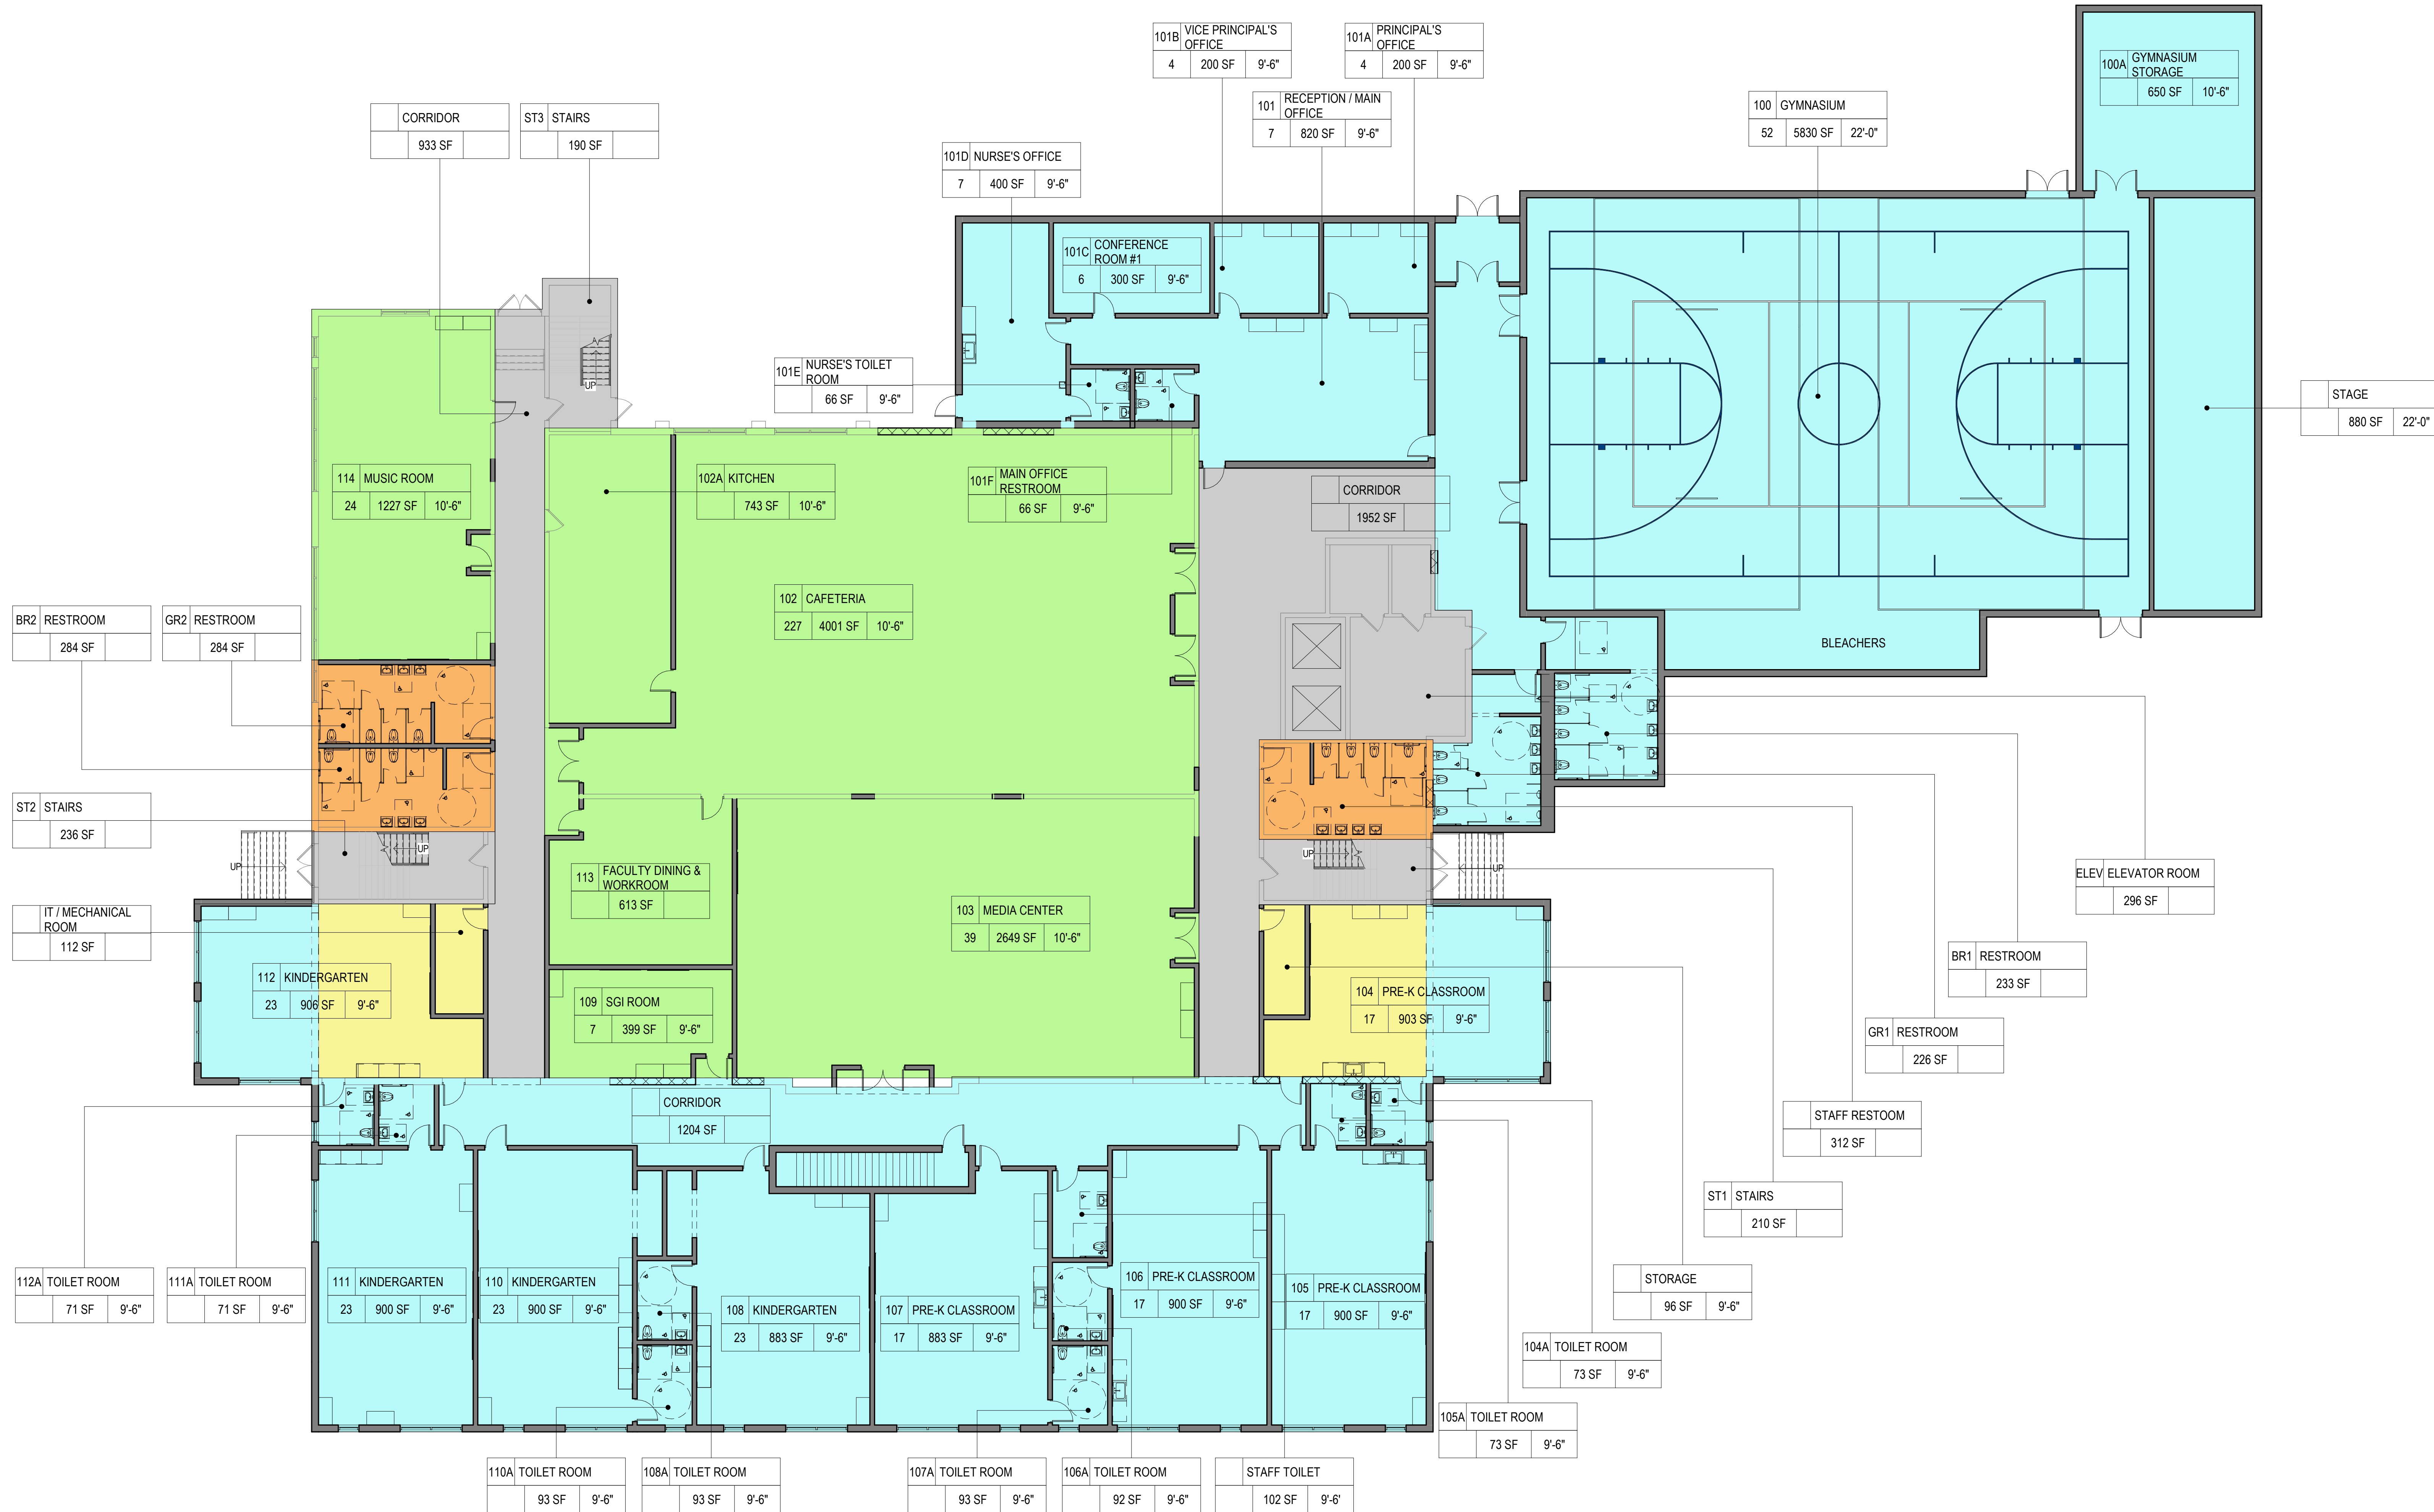 101B VICE PRINCIPAL'S
OFFICE
4 200 SF 9'-6"
101A PRINCIPAL'S
OFFICE
4 200 SF 9'-6"
100A GYMNASIUM
STORAGE
650 SF 10'-6"
101 RECEPTION / MAIN
OFFICE
7 820 SF 9'-6"
100 GYMNASIUM
52 5830 SF 22'-0"
CORRIDOR
933 SF
ST3 STAIRS
190 SF
101D NURSE'S OFFICE
7 400 SF 9'-6"
101C CONFERENCE
ROOM #1
6 300 SF 9'-6"
UP
101E NURSE'S TOILET
ROOM
66 SF 9'-6"
STAGE
880 SF 22'-0"
114 MUSIC ROOM
24 1227 SF 10'-6"
102A KITCHEN
743 SF 10'-6"
101F MAIN OFFICE
RESTROOM
66 SF 9'-6"
CORRIDOR
1952 SF
102 CAFETERIA
227 4001 SF 10'-6"
BR2 RESTROOM
284 SF
GR2 RESTROOM
284 SF
BLEACHERS
ST2 STAIRS
236 SF
UP
UP
UP
UP
113 FACULTY DINING &
WORKROOM
613 SF
ELEV ELEVATOR ROOM
296 SF
IT / MECHANICAL
ROOM
112 SF
103 MEDIA CENTER
39 2649 SF 10'-6"
BR1 RESTROOM
233 SF
112 KINDERGARTEN
23 906 SF 9'-6"
109 SGI ROOM
7 399 SF 9'-6"
104 PRE-K CLASSROOM
17 903 SF 9'-6"
GR1 RESTROOM
226 SF
CORRIDOR
1204 SF
STAFF RESTOOM
312 SF
ST1 STAIRS
210 SF
112A TOILET ROOM
71 SF 9'-6"
111A TOILET ROOM
71 SF 9'-6"
111 KINDERGARTEN
23 900 SF 9'-6"
110 KINDERGARTEN
23 900 SF 9'-6"
108 KINDERGARTEN
23 883 SF 9'-6"
107 PRE-K CLASSROOM
17 883 SF 9'-6"
106 PRE-K CLASSROOM
17 900 SF 9'-6"
105 PRE-K CLASSROOM
17 900 SF 9'-6"
STORAGE
96 SF 9'-6"
104A TOILET ROOM
73 SF 9'-6"
105A TOILET ROOM
73 SF 9'-6"
110A TOILET ROOM
93 SF 9'-6"
108A TOILET ROOM
93 SF 9'-6"
107A TOILET ROOM
93 SF 9'-6"
106A TOILET ROOM
92 SF 9'-6"
STAFF TOILET
102 SF 9'-6'